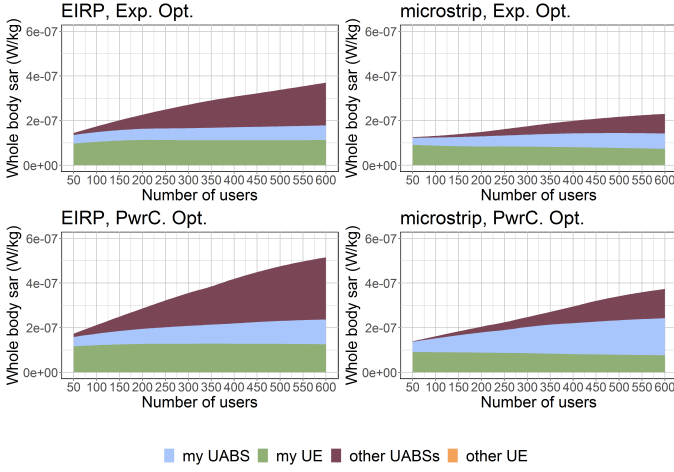 EIRP, Exp. Opt.
microstrip, Exp. Opt.
Whole body sar (W/kg)
6e-07
4e-07
2e-07
0e+00
50 100 150 200 250 300 350 400 450 500 550 600
Number of users
Whole body sar (W/kg)
6e-07
4e-07
2e-07
0e+00
50 100 150 200 250 300 350 400 450 500 550 600
Number of users
EIRP, PwrC. Opt.
microstrip, PwrC. Opt.
Whole body sar (W/kg)
6e-07
4e-07
2e-07
0e+00
50 100 150 200 250 300 350 400 450 500 550 600
Number of users
Whole body sar (W/kg)
6e-07
4e-07
2e-07
0e+00
50 100 150 200 250 300 350 400 450 500 550 600
Number of users
my UABS my UE other UABSs other UE